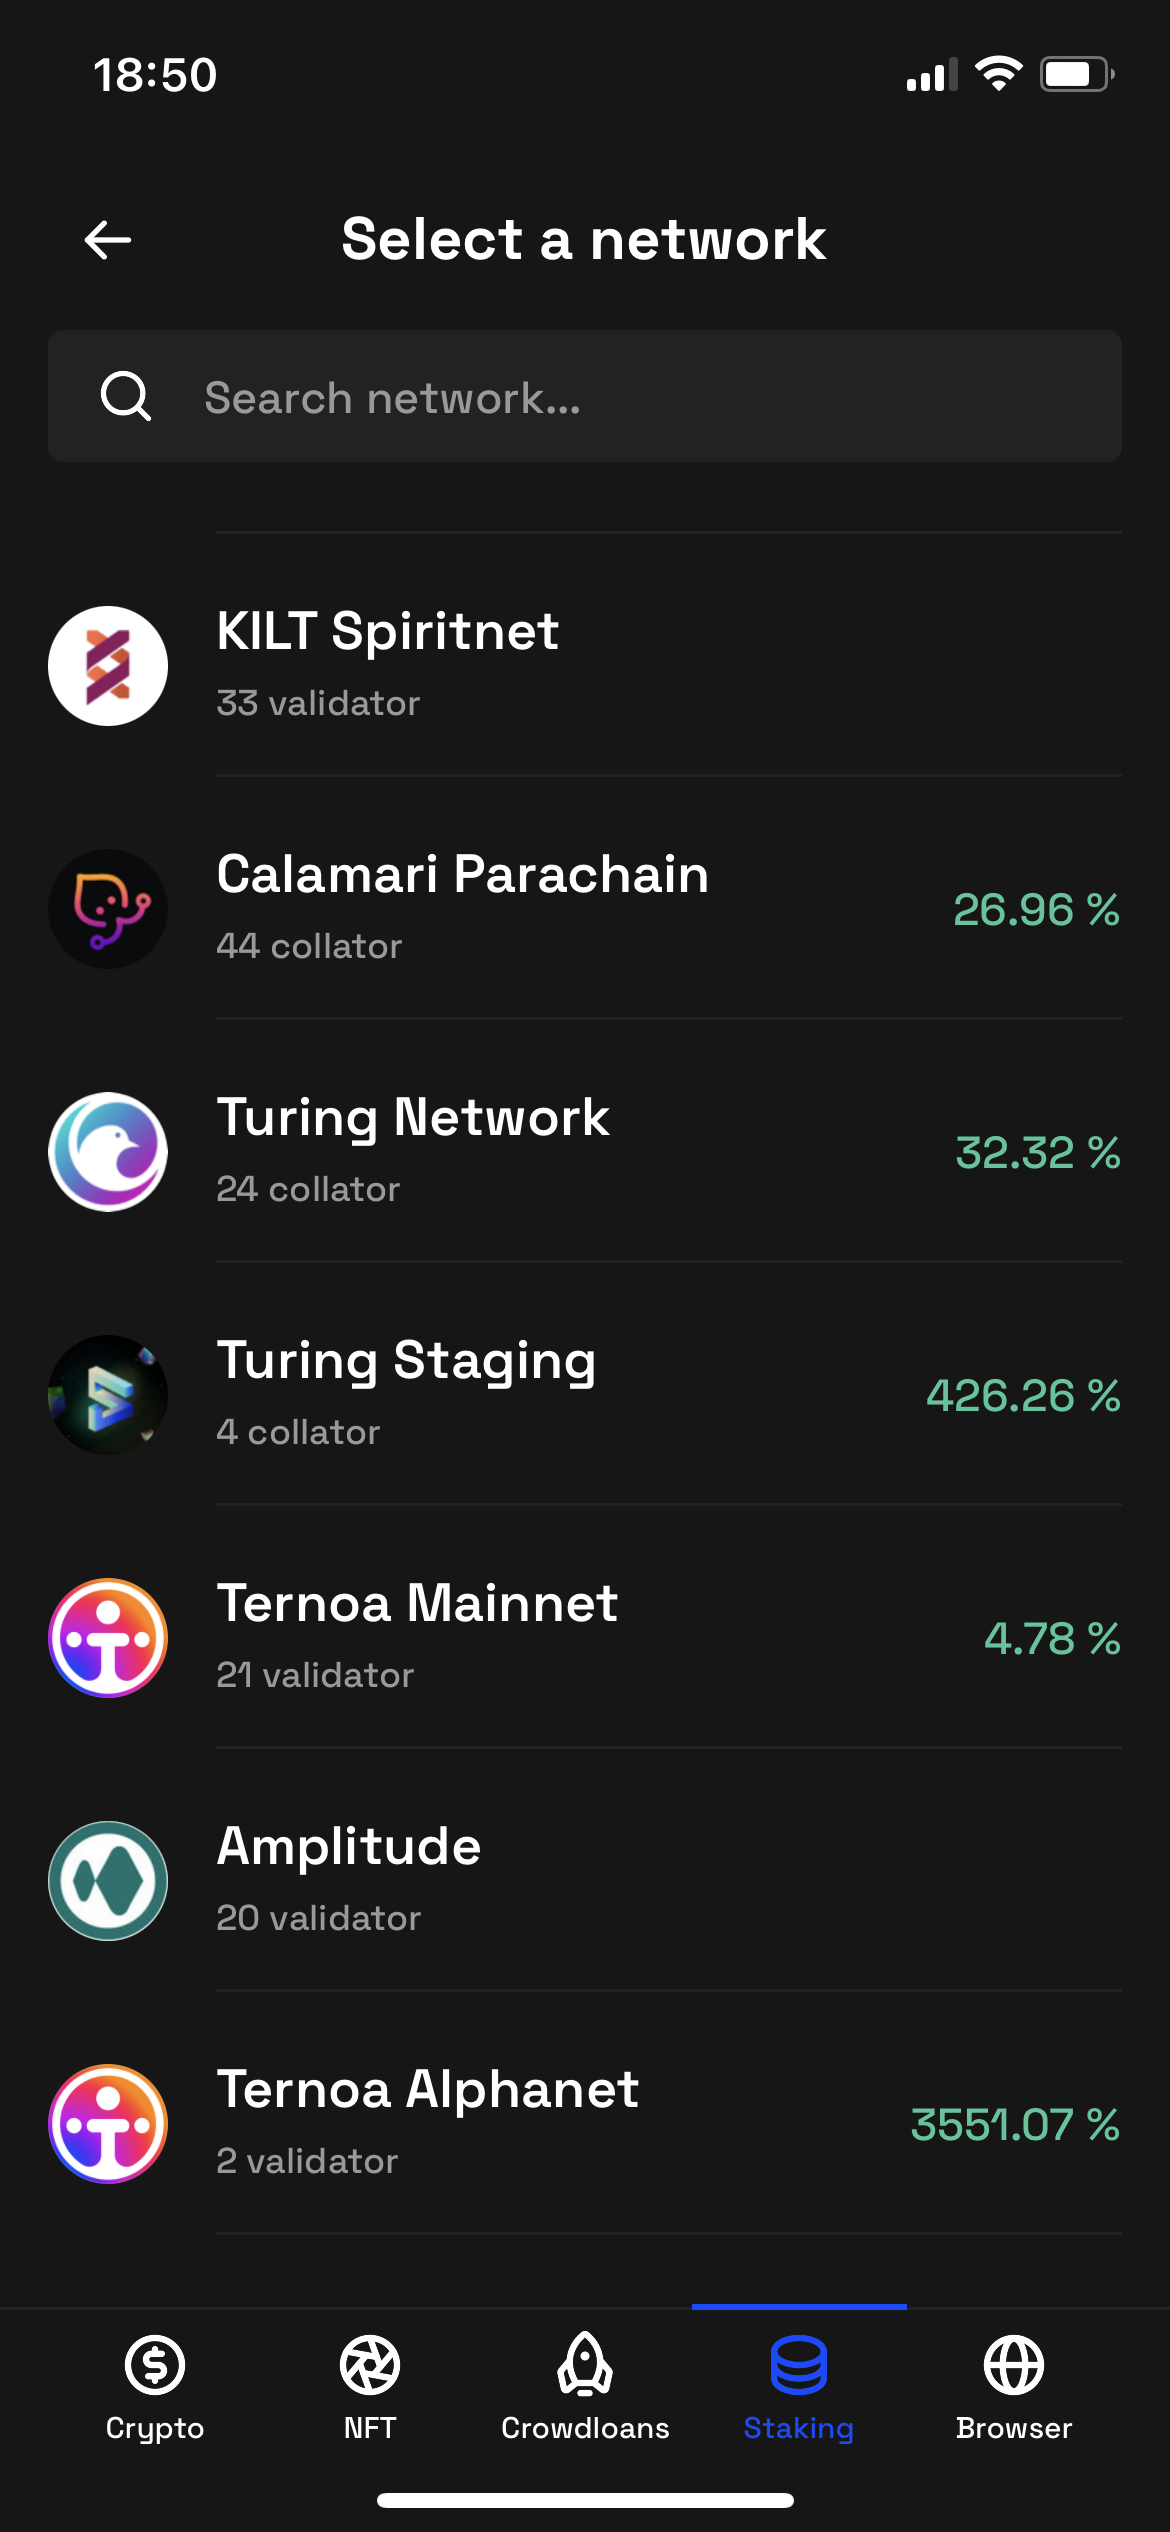 18:50
Select a network
Search network...
KILT Spiritnet
33 validator
Calamari Parachain
26.96 %
44 collator
Turing Network
32.32 %
24 collator
Turing Staging
426.26 %
4 collator
Ternoa Mainnet
4.78 %
21 validator
Amplitude
20 validator
Ternoa Alphanet
3551.07 %
2 validator
Crypto
NFT
Crowdloans
Staking
Browser